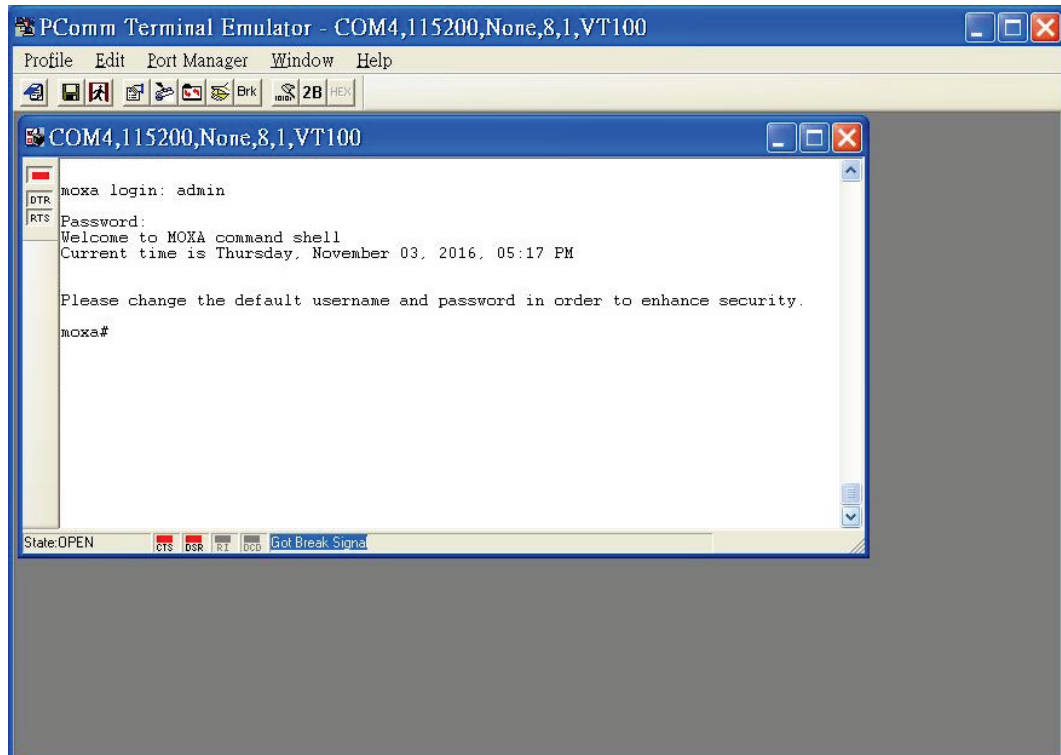 PComm Terminal Emulator - COM4,115200,None,8,1,VT100
Profile Edit Port Manager Window Help
Brk 2B HEX
COM4,115200,None,8,1,VT100
DTR
RTS
moxa login: admin
Password:
Welcome to MOXA command shell
Current time is Thursday, November 03, 2016, 05:17 PM
Please change the default username and password in order to enhance security.
moxa#
State:OPEN CTS DSR RI DCD Got Break Signal